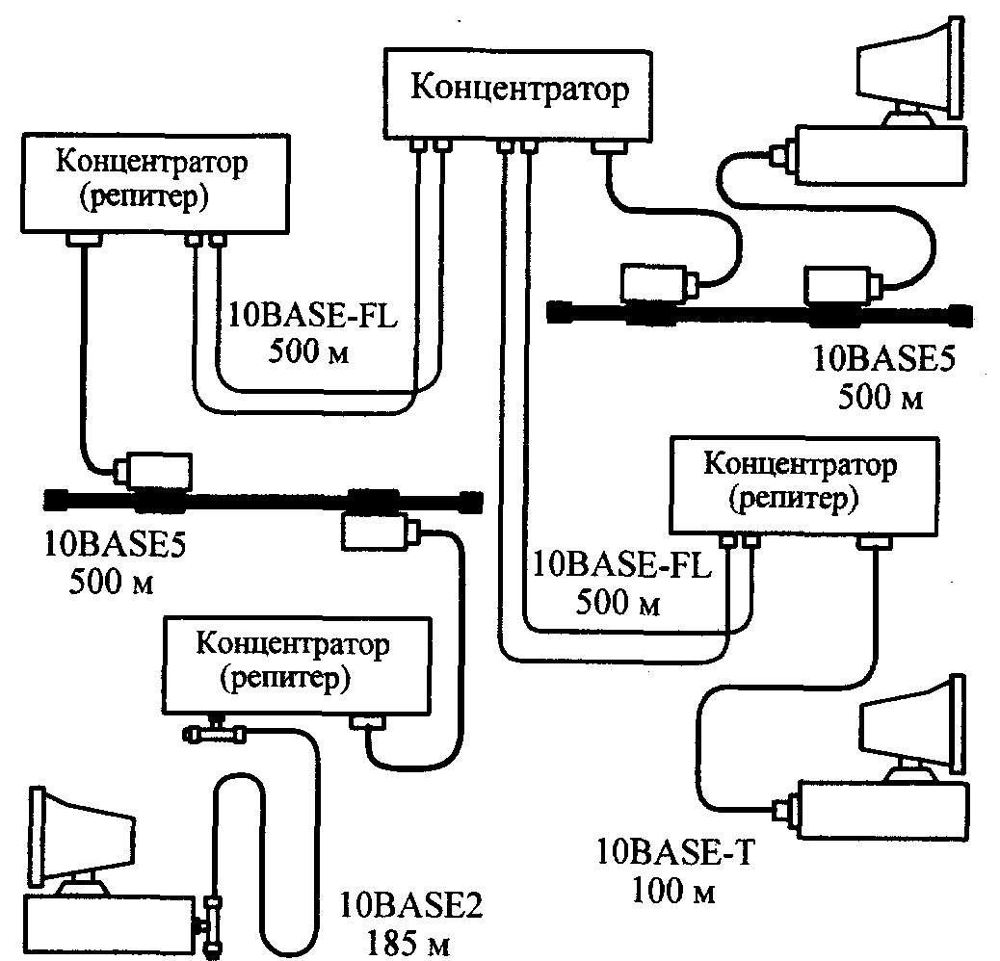 Концентратор
Концентратор
(репитер)
10BASE-FL
500 м
10BASE5
500 м
Концентратор
(репитер)
10BASE5
500 м
10BASE-FL
500 м
Концентратор
(репитер)
10BASE-T
100 м
10BASE2
185 м